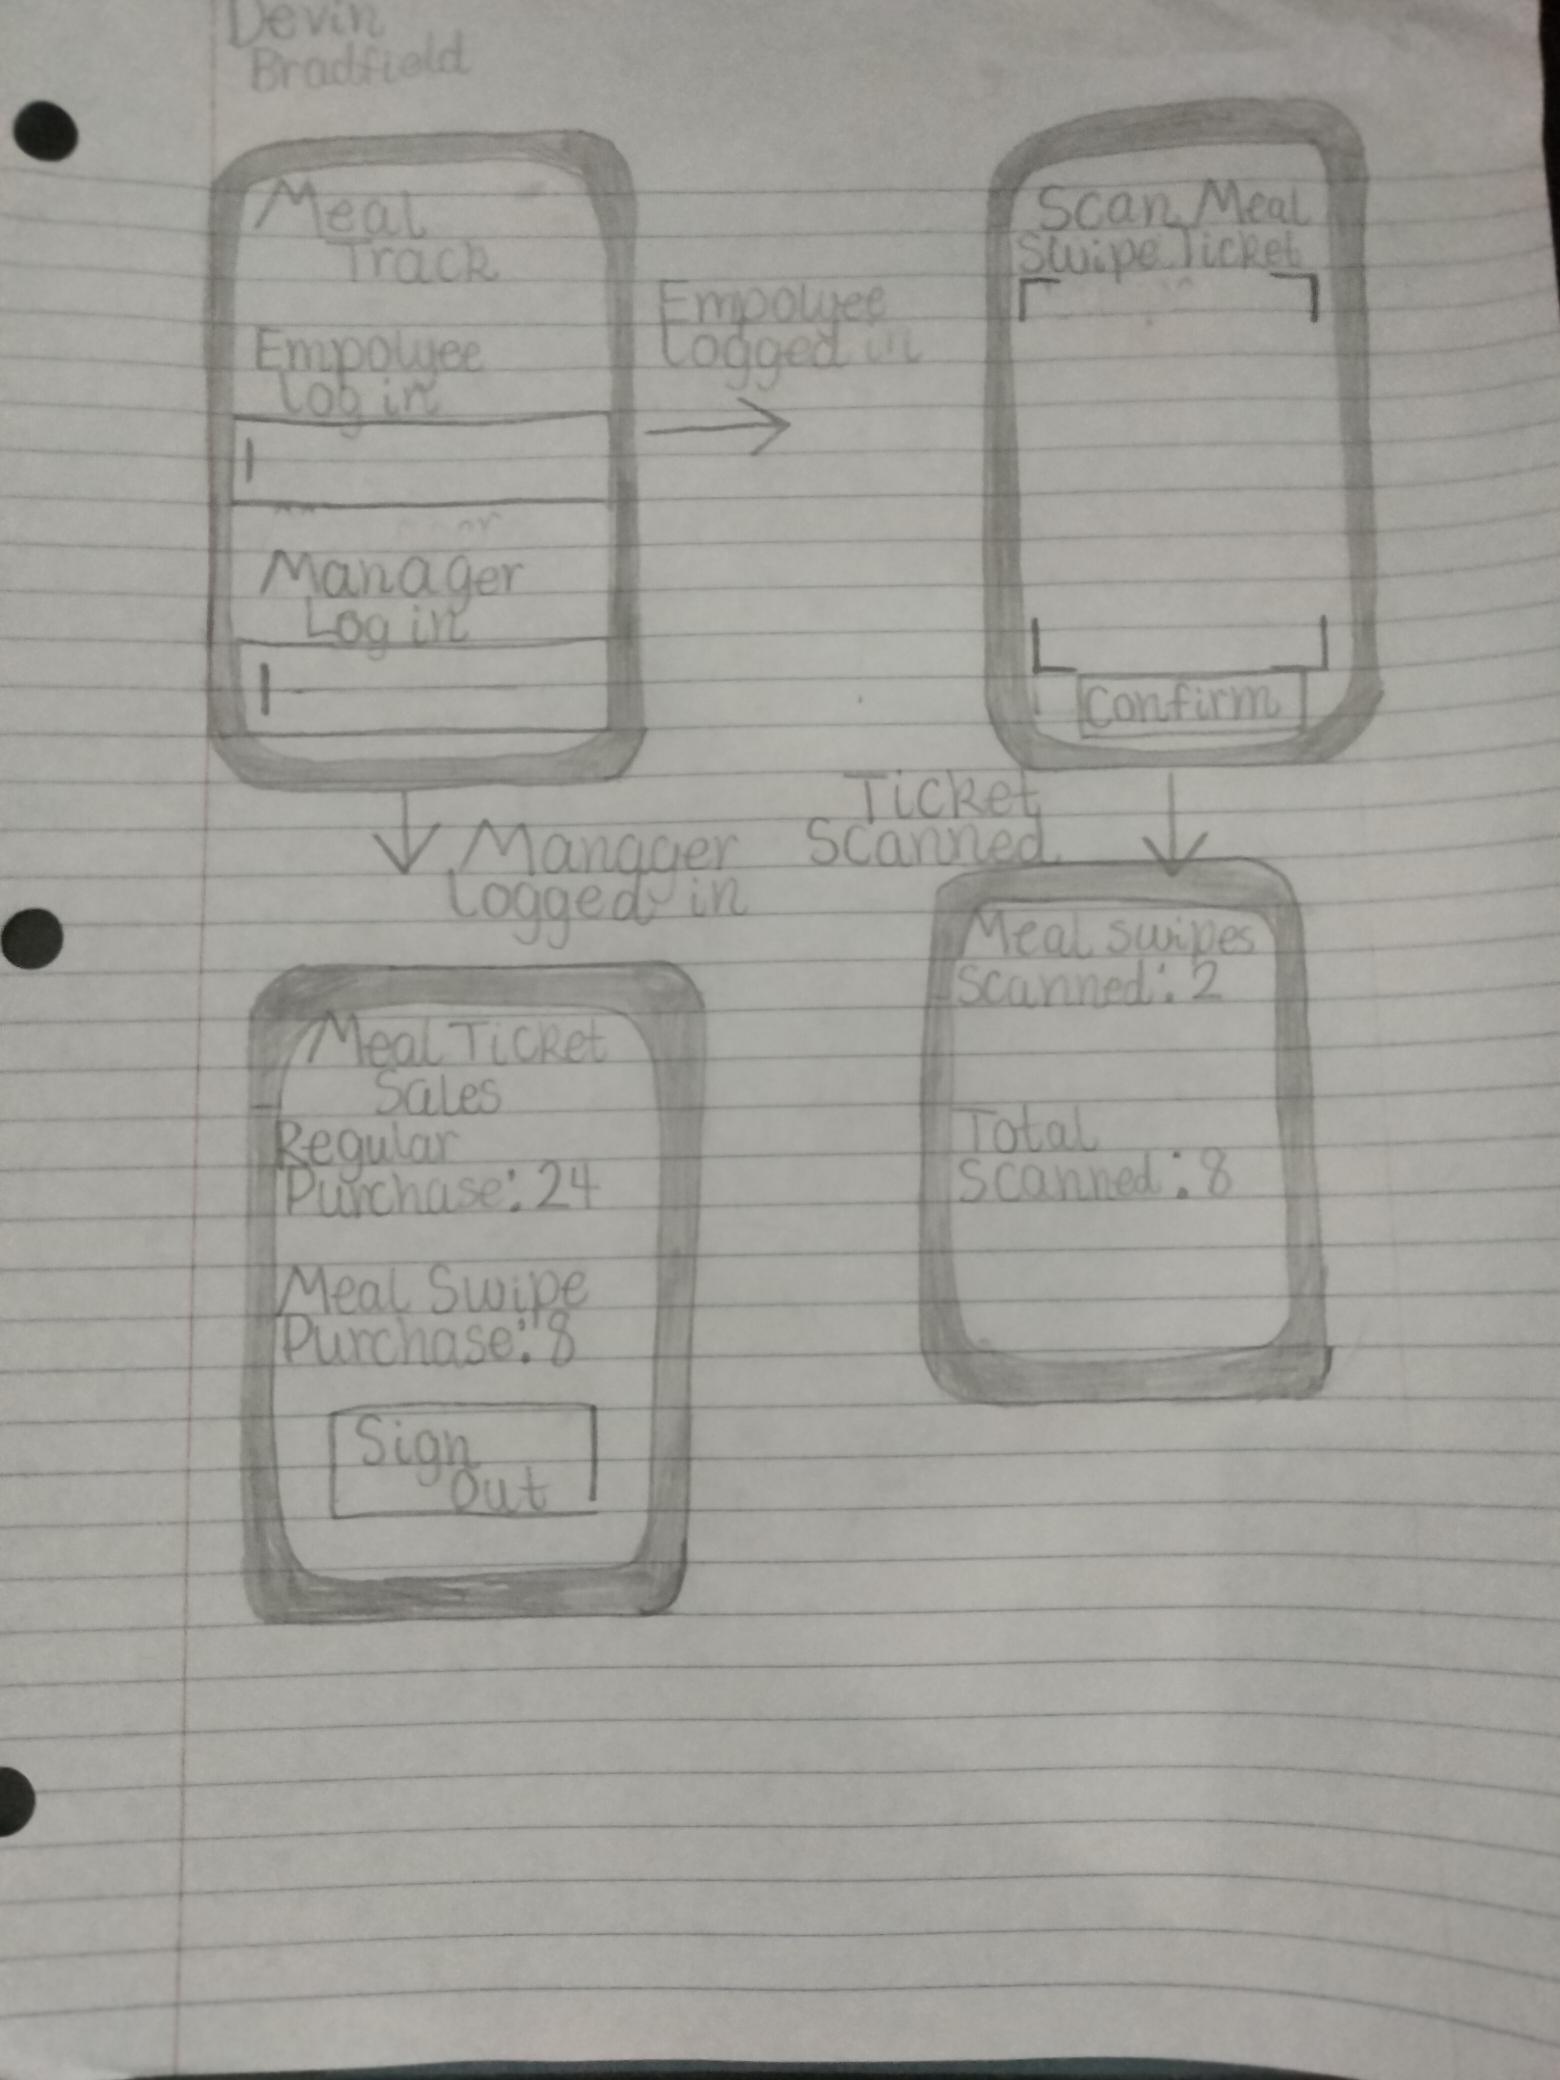 Devin
Bradfield
Meal
Track
Empolyee
Log in
Manager
Log in
Empolyee
Logged in
Scan Meal
Swipe Ticket
Confirm
Manager
Logged in
Ticket
Scanned
Meal Ticket
Sales
Regular
Purchase: 24
Meal Swipe
Purchase: 8
Sign
Out
Meal swipes
Scanned: 2
Total
Scanned: 8